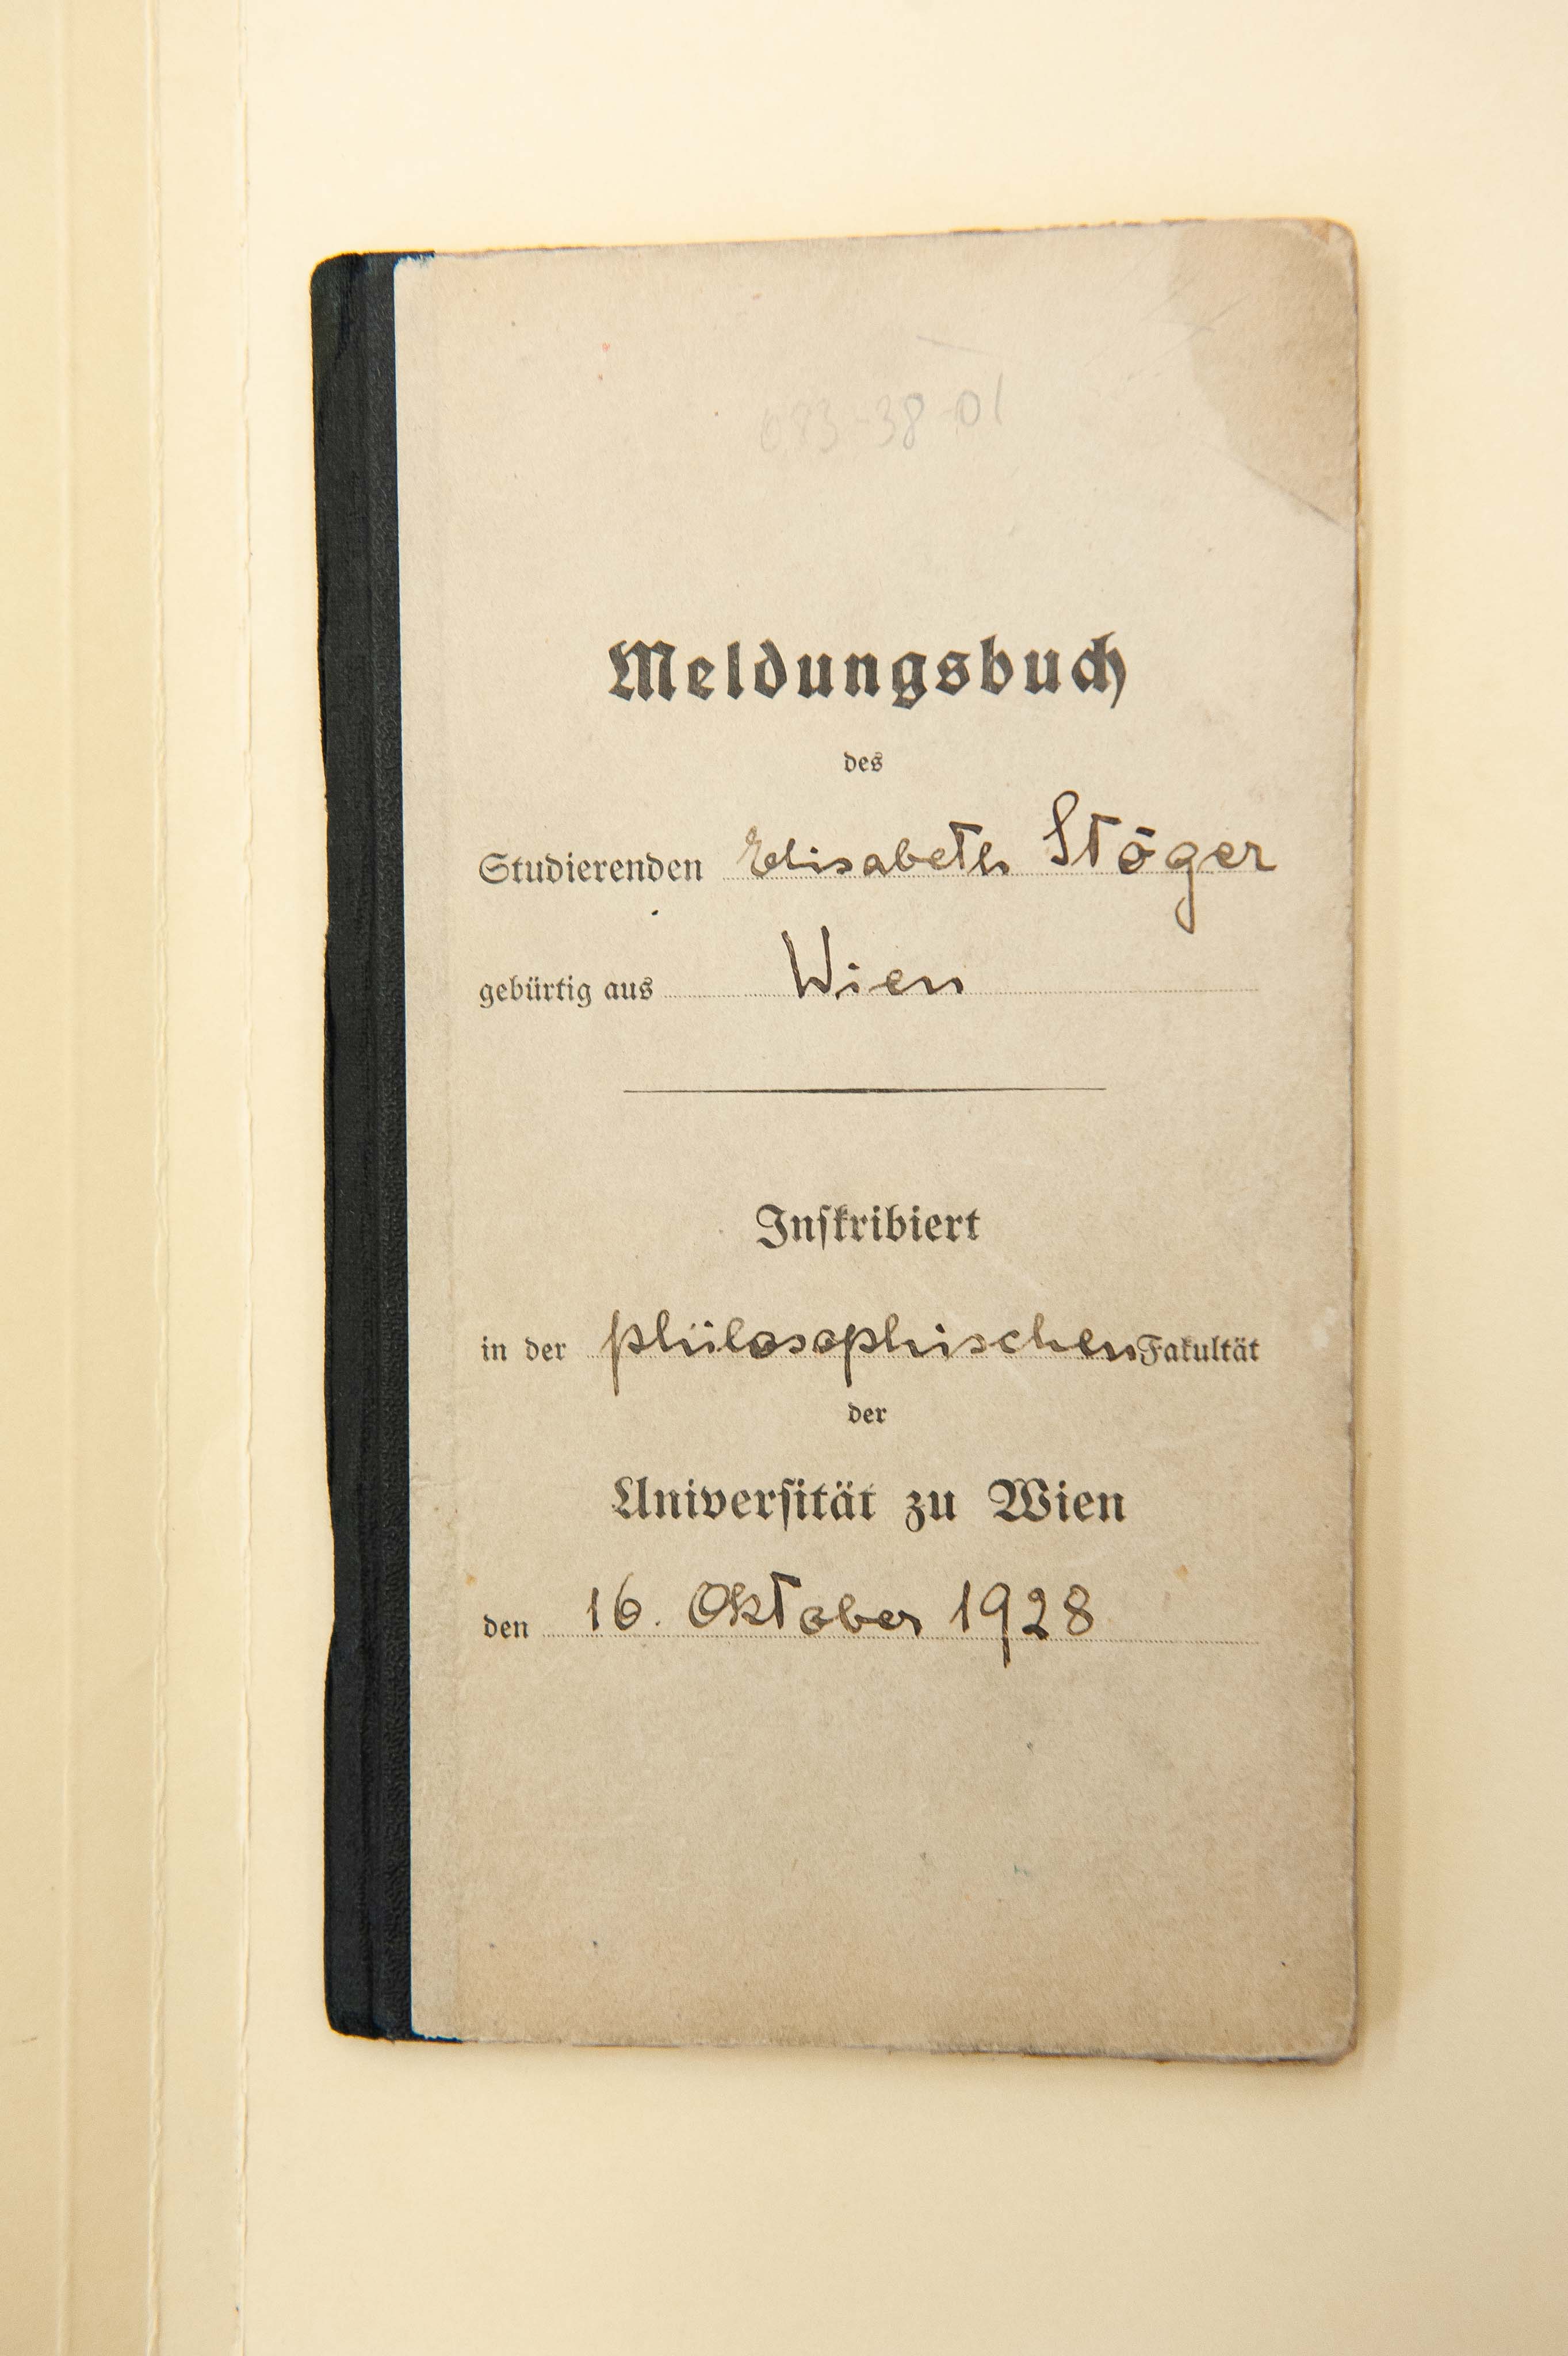 083-38-01
Meldungsbuch
des
Studierenden Elisabeth Stöger
gebürtig aus Wien
Inskribiert
in der philosophischen Fakultät
der
Universität zu Wien
den 16. Oktober 1928